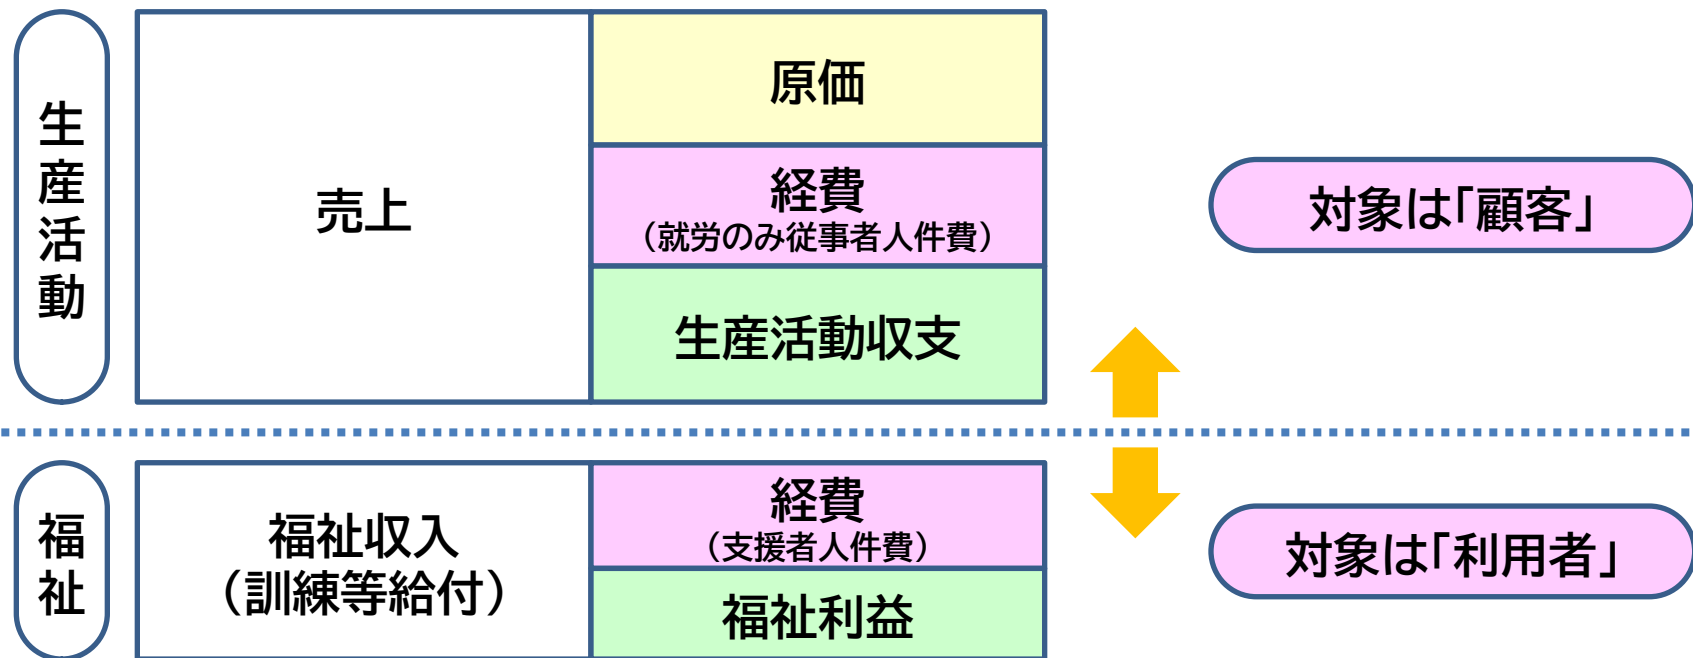 生産活動
売上
原価
経費
（就労のみ従事者人件費）
生産活動収支
対象は｢顧客｣
福祉
福祉収入
（訓練等給付）
経費
（支援者人件費）
福祉利益
対象は｢利用者｣